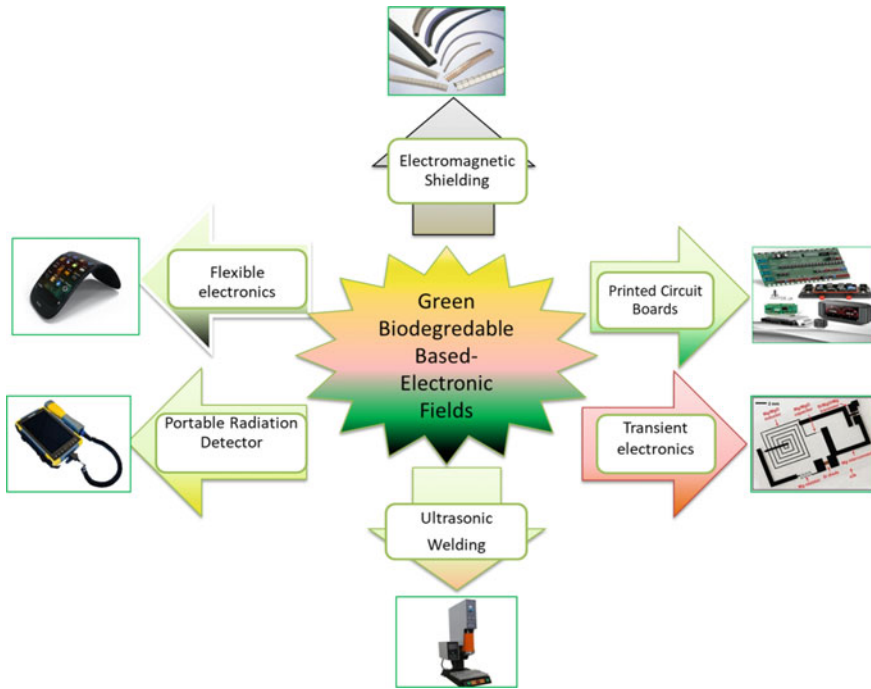 Electromagnetic
Shielding
Flexible
electronics
Green
Biodegredable
Based-
Electronic
Fields
Printed Circuit
Boards
Portable Radiation
Detector
Transient
electronics
Ultrasonic
Welding